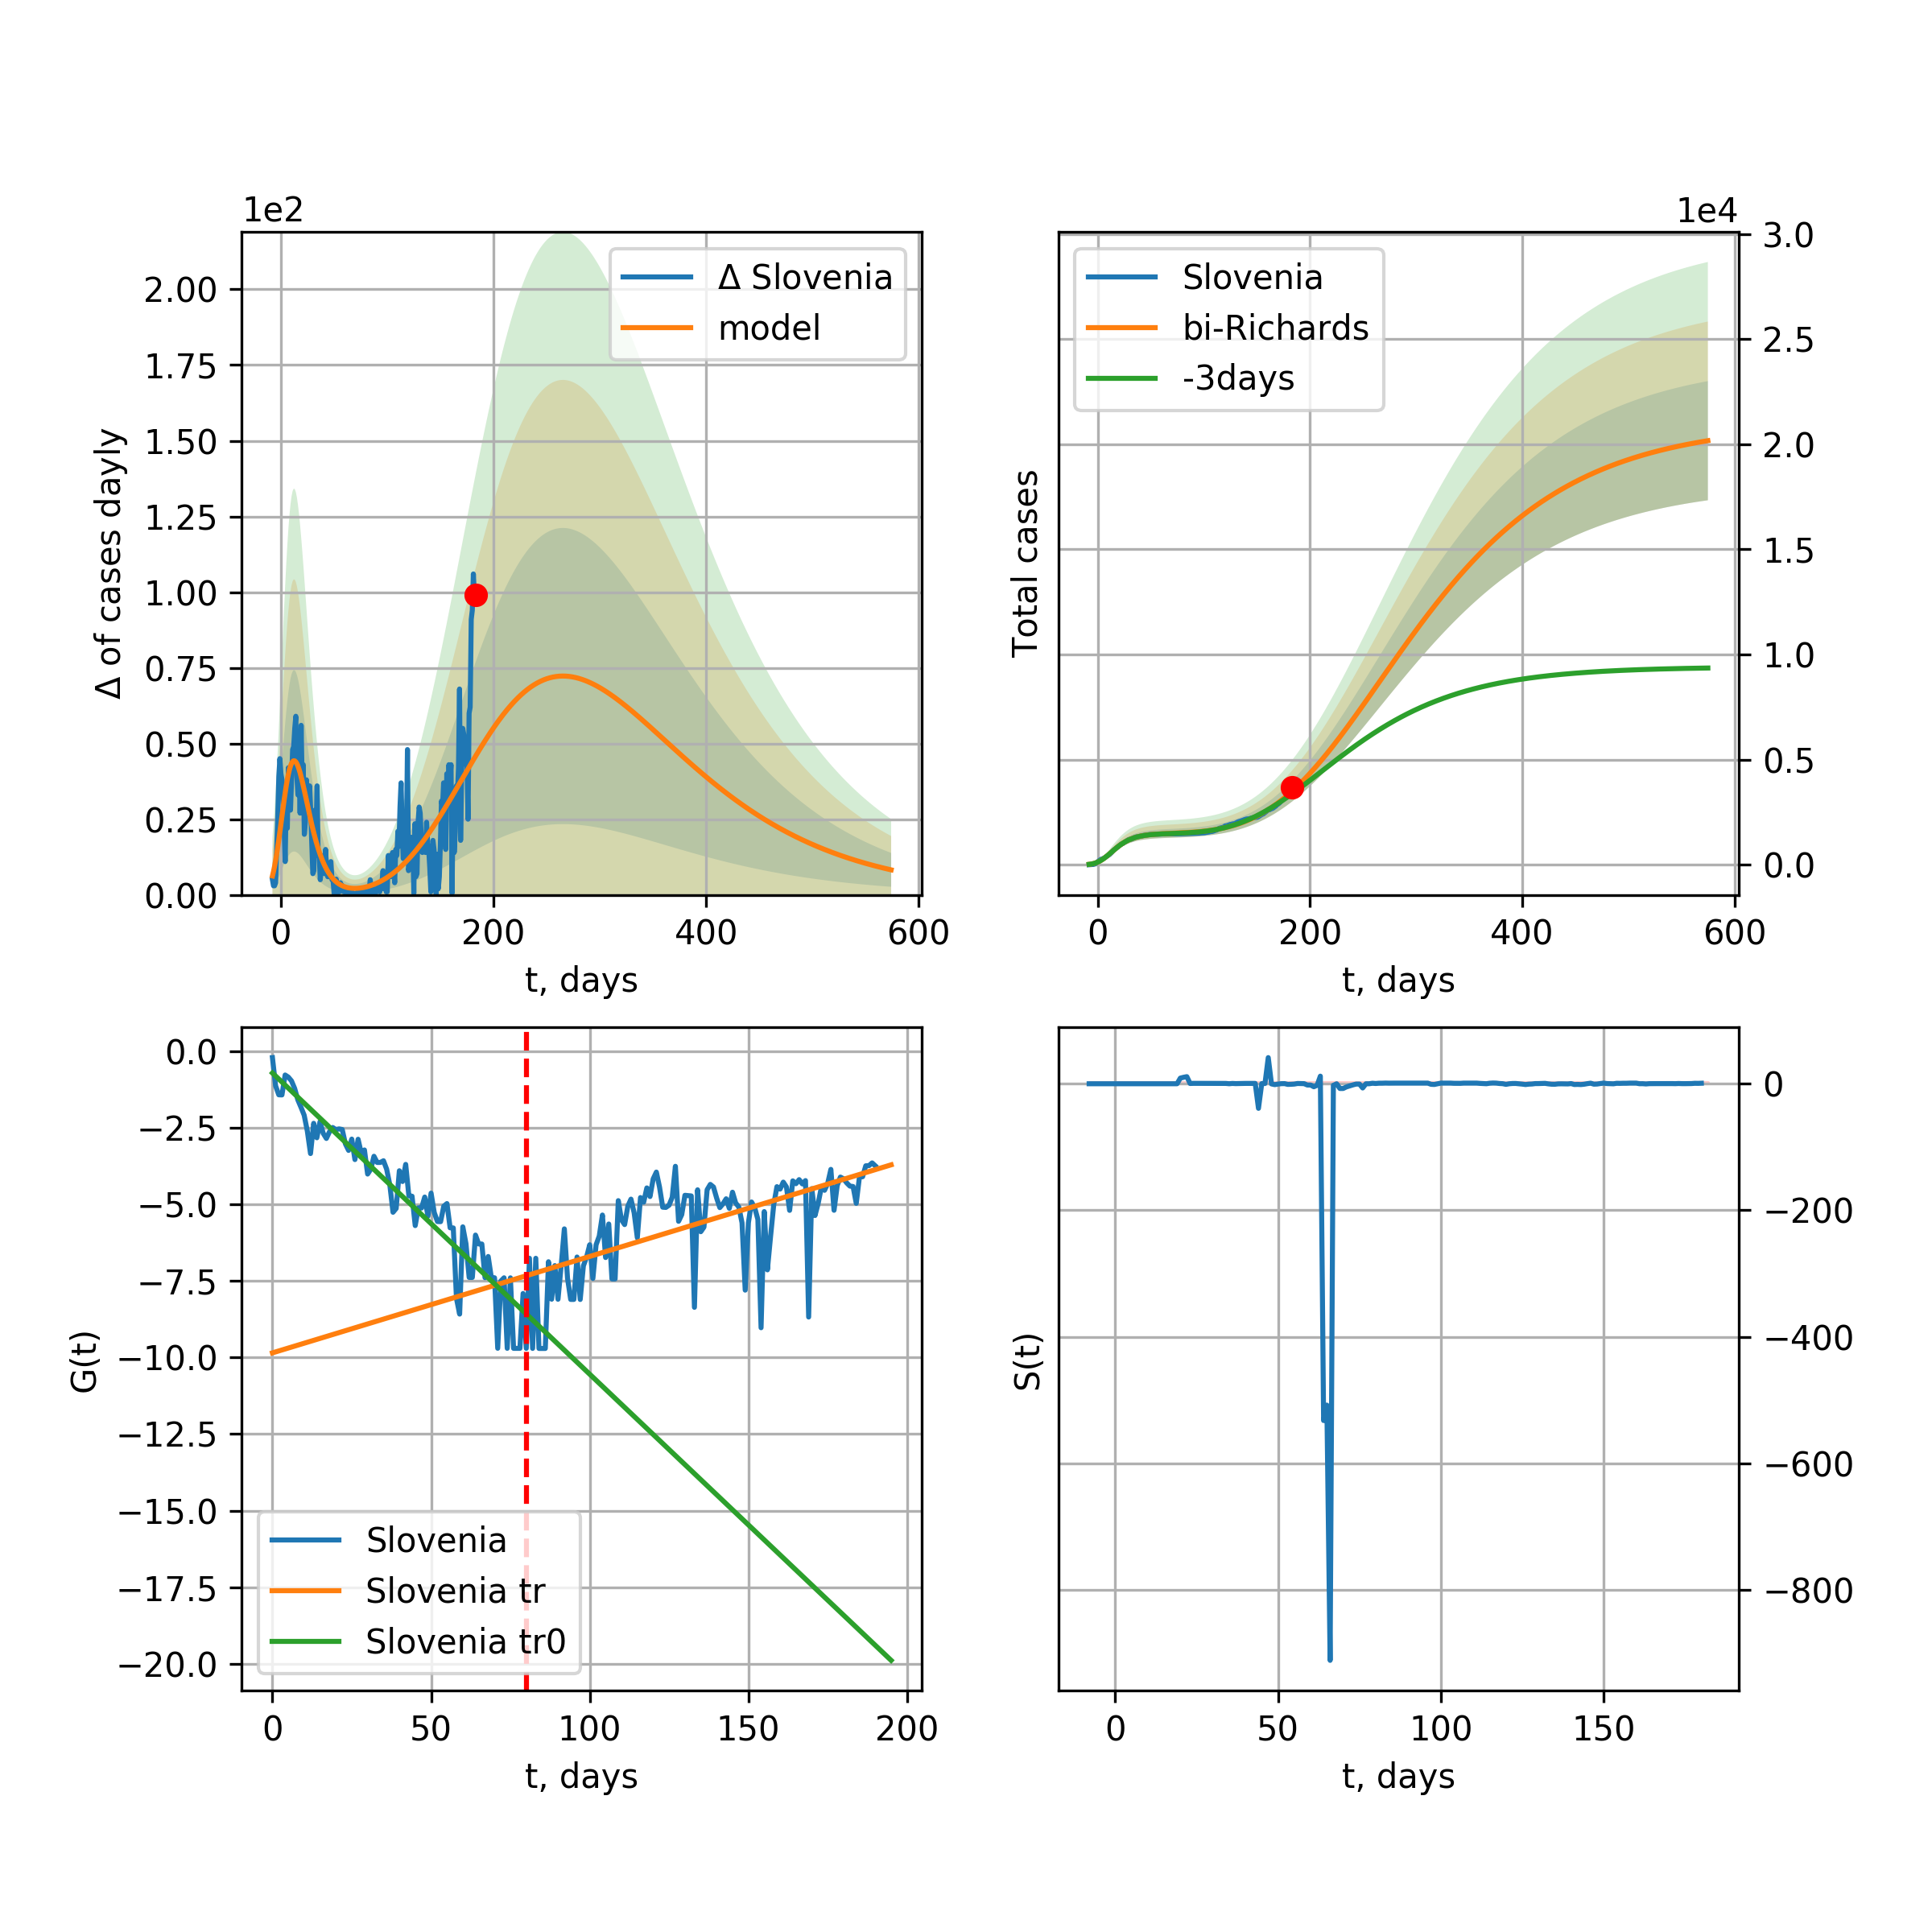 1e2
Δ of cases dayly
2.00
1.75
1.50
1.25
1.00
0.75
0.50
0.25
0.00
Δ Slovenia
model
0 200 400 600
t, days
1e4
Total cases
Slovenia
bi-Richards
-3days
3.0
2.5
2.0
1.5
1.0
0.5
0.0
0 200 400 600
t, days
G(t)
0.0
−2.5
−5.0
−7.5
−10.0
−12.5
−15.0
−17.5
−20.0
Slovenia
Slovenia tr
Slovenia tr0
0 50 100 150 200
t, days
S(t)
0
−200
−400
−600
−800
0 50 100 150
t, days